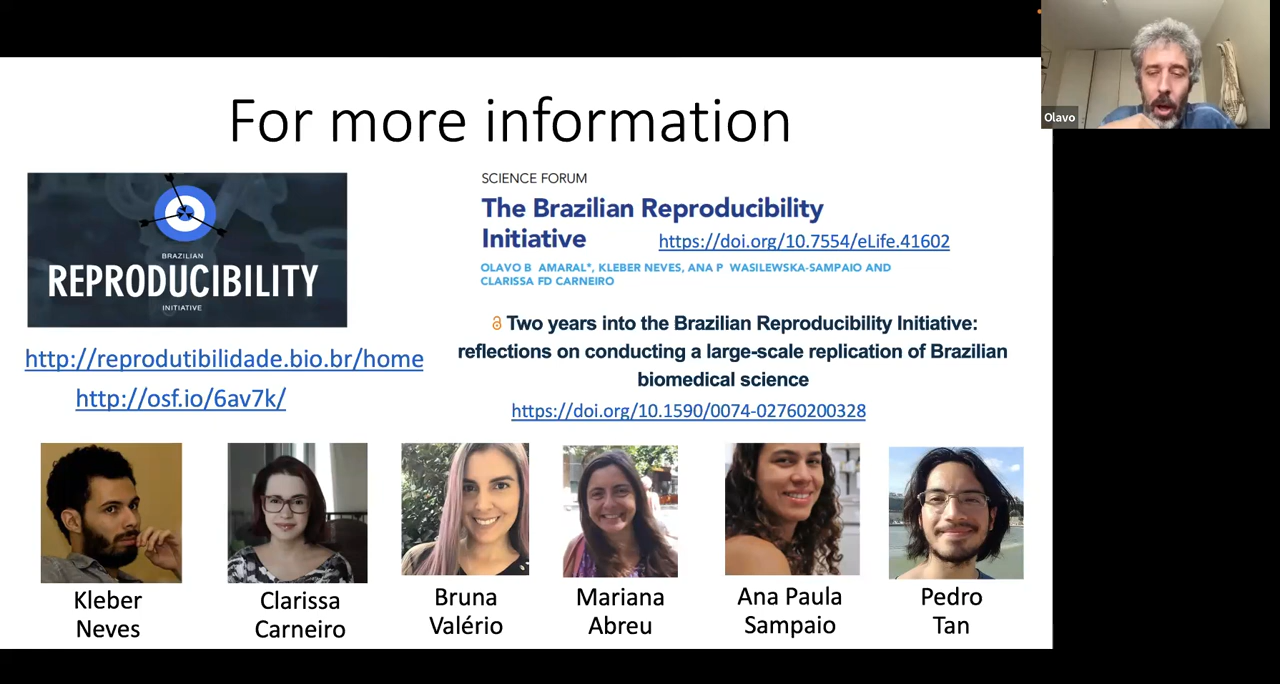 For more information
Olavo
BRAZILIAN
REPRODUCIBILITY
INITIATIVE
http://reprodutibilidade.bio.br/home
http://osf.io/6av7k/
SCIENCE FORUM
The Brazilian Reproducibility
Initiative
https://doi.org/10.7554/eLife.41602
OLAVO B AMARAL*, KLEBER NEVES, ANA P WASILEWSKA-SAMPAIO AND
CLARISSA FD CARNEIRO
Two years into the Brazilian Reproducibility Initiative:
reflections on conducting a large-scale replication of Brazilian
biomedical science
https://doi.org/10.1590/0074-02760200328
Kleber
Neves
Clarissa
Carneiro
Bruna
Valério
Mariana
Abreu
Ana Paula
Sampaio
Pedro
Tan